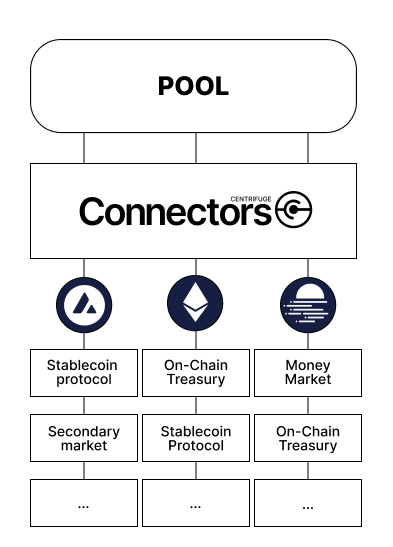 POOL
CENTRIFUGE
Connectors
Stablecoin
protocol
On-Chain
Treasury
Money
Market
Secondary
market
Stablecoin
Protocol
On-Chain
Treasury
...
...
...